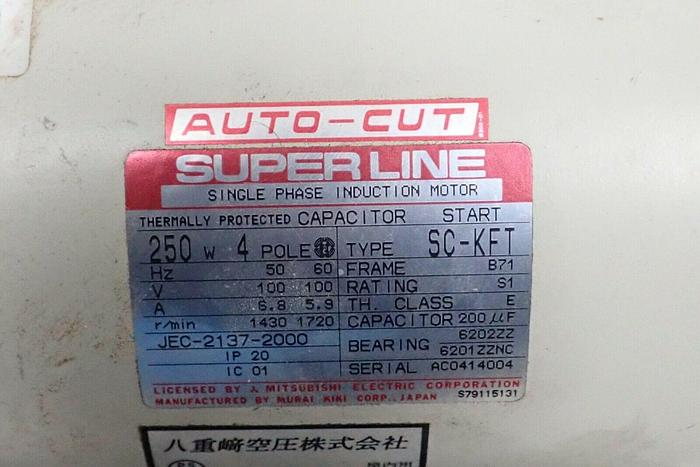 AUTO-CUT
SUPER LINE
SINGLE PHASE INDUCTION MOTOR
THERMALLY PROTECTED CAPACITOR START
250 W 4 POLE TYPE SC-KFT
Hz 50 60 FRAME B71
V 100 100 RATING S1
A 6.8 5.9 TH. CLASS E
r/min 1430 1720 CAPACITOR 200μF
JEC-2137-2000 BEARING 6202ZZ
6201ZZNC
IP 20
IC 01 SERIAL AC0414004
LICENSED BY J. MITSUBISHI ELECTRIC CORPORATION
MANUFACTURED BY MURAI KIKI CORP., JAPAN S79115131
八重崎空圧株式会社